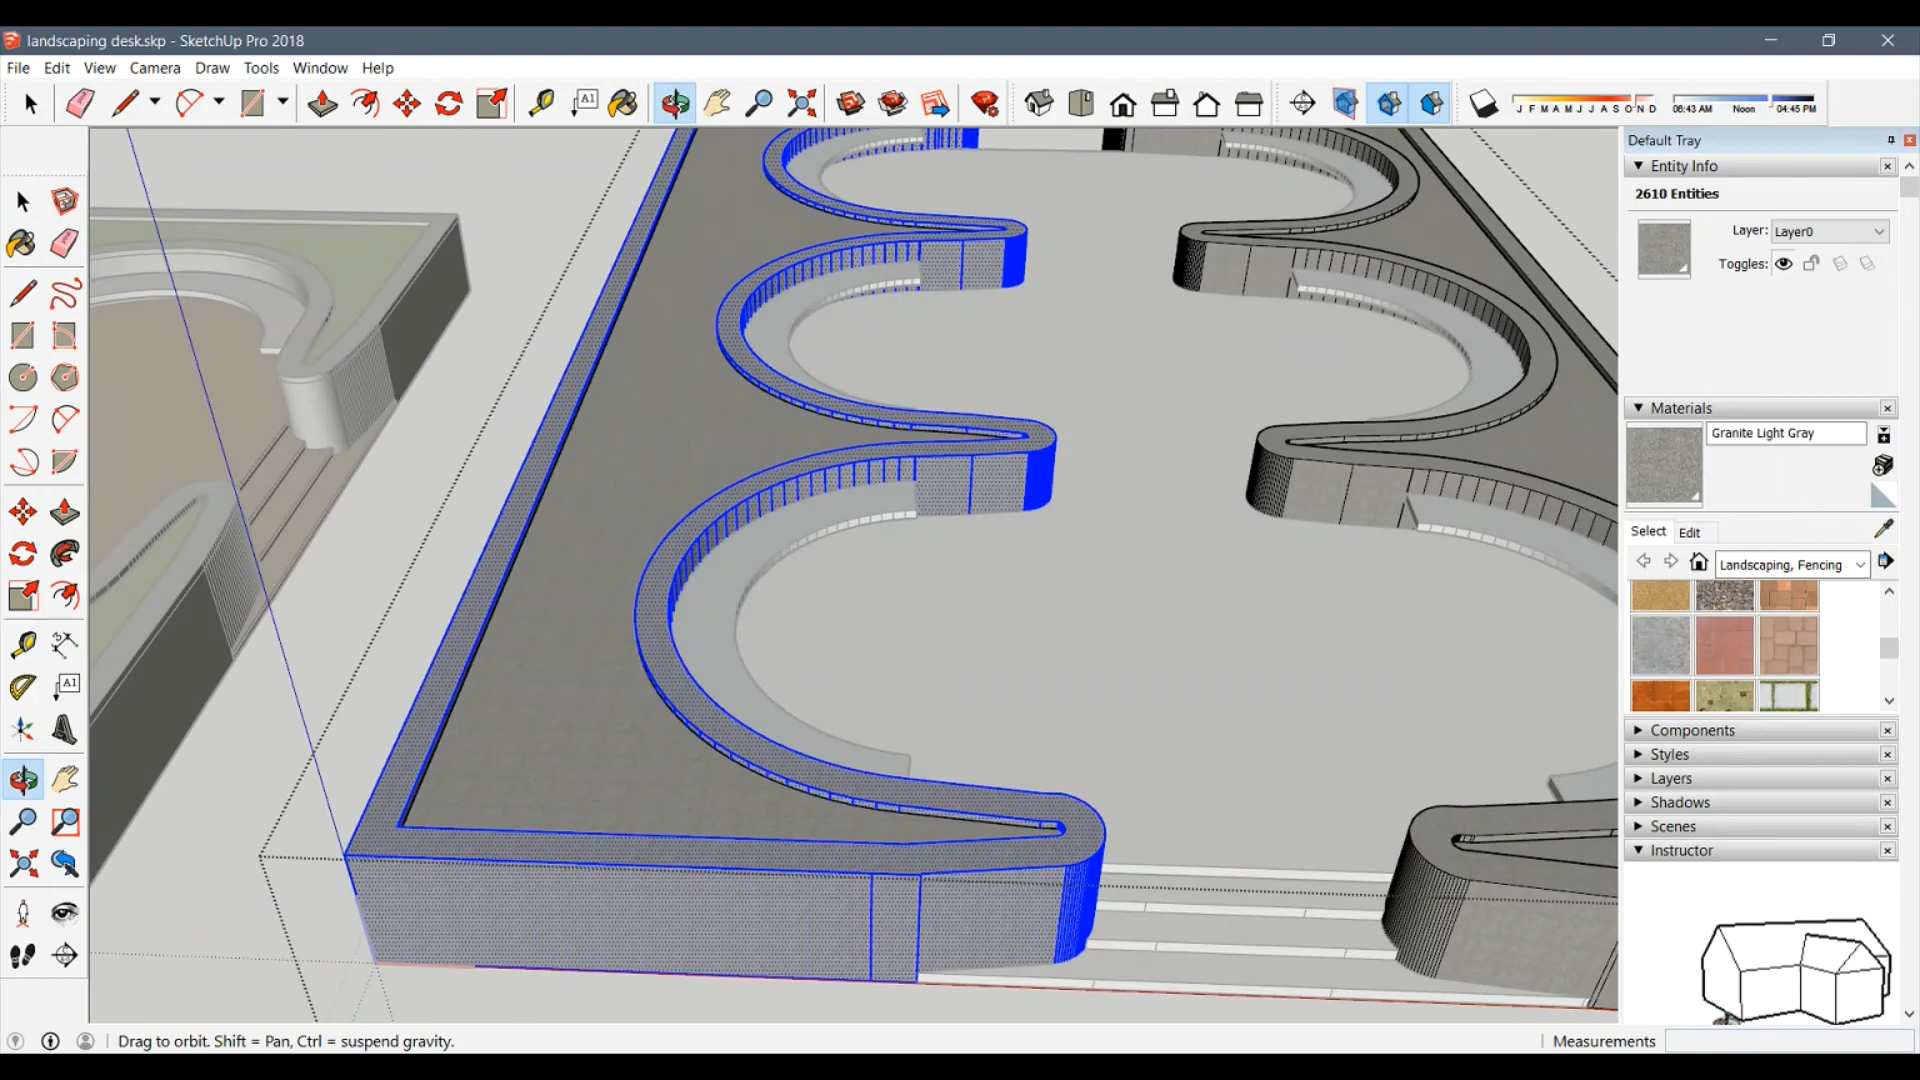 landscaping desk.skp - SketchUp Pro 2018
File Edit View Camera Draw Tools Window Help
A1
J F M A M J J A S O N D
06:43 AM Noon 04:45 PM
Default Tray
Entity Info
2610 Entities
Layer: Layer0
Toggles:
Materials
Granite Light Gray
Select Edit
Landscaping, Fencing
A1
Components
Styles
Layers
Shadows
Scenes
Instructor
Drag to orbit. Shift = Pan, Ctrl = suspend gravity.
Measurements